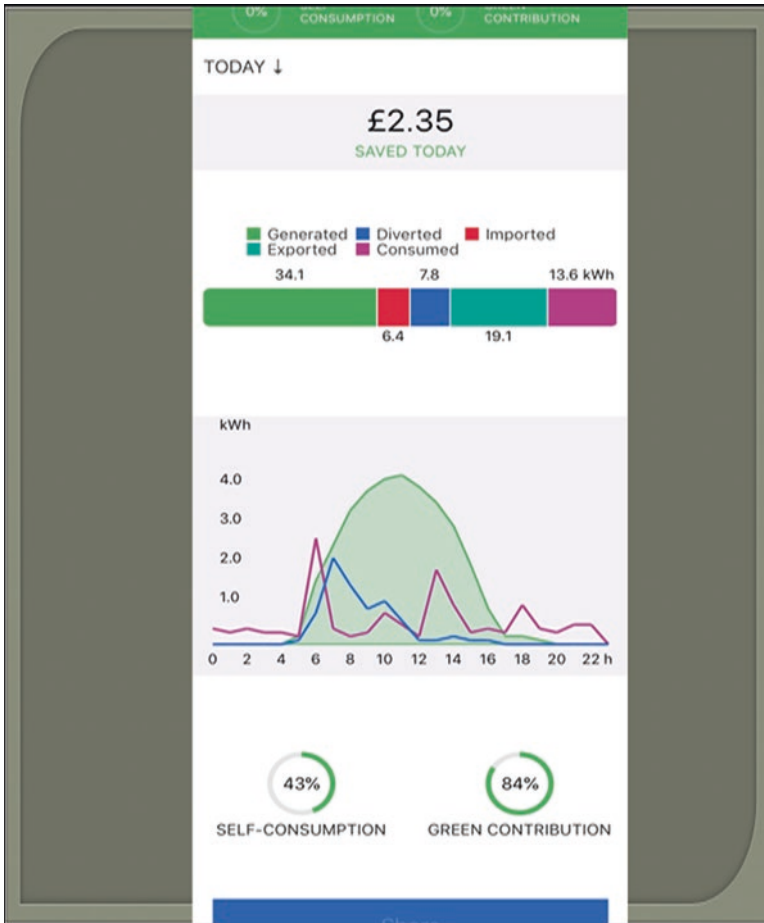 0% CONSUMPTION 0% CONTRIBUTION
TODAY ↓
£2.35
SAVED TODAY
Generated Diverted Imported
Exported Consumed
34.1 7.8 13.6 kWh
6.4 19.1
kWh
4.0
3.0
2.0
1.0
0 2 4 6 8 10 12 14 16 18 20 22 h
43% 84%
SELF-CONSUMPTION GREEN CONTRIBUTION